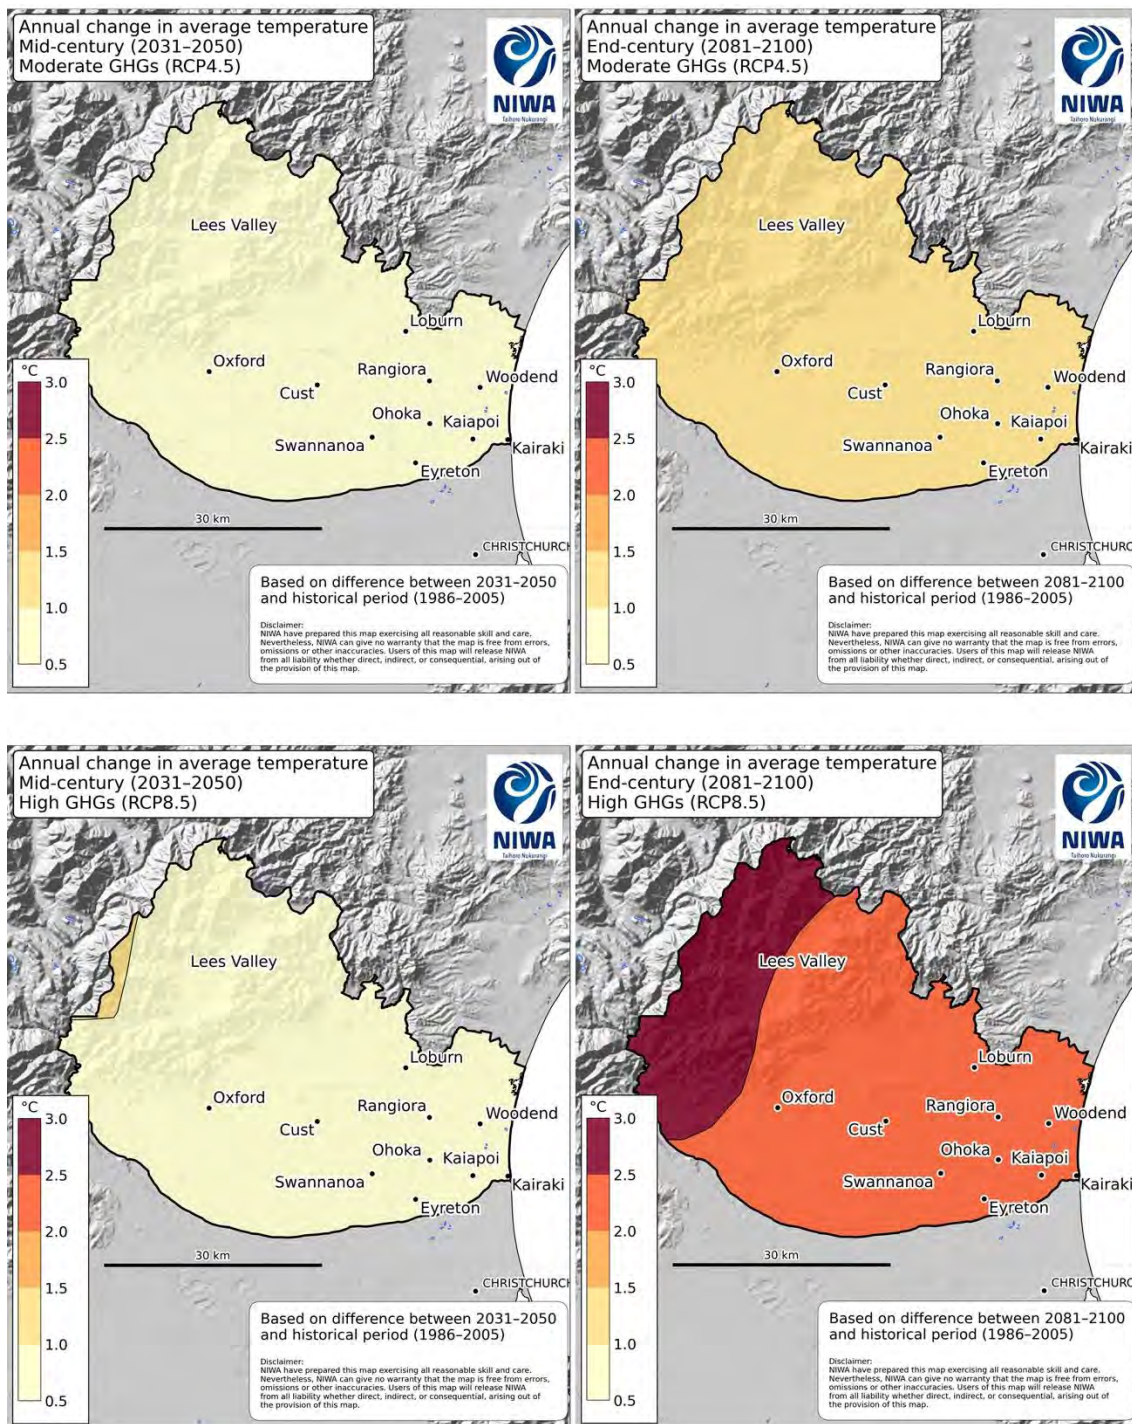 Annual change in average temperature
Mid-century (2031–2050)
Moderate GHGs (RCP4.5)
NIWA
Taihoro Nukurangi
Lees Valley
Loburn
Oxford
Rangiora
Woodend
Cust
Ohoka
Kaiapoi
Swannanoa
Kairaki
Eyreton
°C
3.0
2.5
2.0
1.5
1.0
0.5
30 km
CHRISTCHURCH
Based on difference between 2031–2050
and historical period (1986–2005)
Disclaimer:
NIWA have prepared this map exercising all reasonable skill and care.
Nevertheless, NIWA can give no warranty that the map is free from errors,
omissions or other inaccuracies. Users of this map will release NIWA
from all liability whether direct, indirect, or consequential, arising out of
the provision of this map.
Annual change in average temperature
End-century (2081–2100)
Moderate GHGs (RCP4.5)
NIWA
Taihoro Nukurangi
Lees Valley
Loburn
Oxford
Rangiora
Woodend
Cust
Ohoka
Kaiapoi
Swannanoa
Kairaki
Eyreton
°C
3.0
2.5
2.0
1.5
1.0
0.5
30 km
CHRISTCHURCH
Based on difference between 2081–2100
and historical period (1986–2005)
Disclaimer:
NIWA have prepared this map exercising all reasonable skill and care.
Nevertheless, NIWA can give no warranty that the map is free from errors,
omissions or other inaccuracies. Users of this map will release NIWA
from all liability whether direct, indirect, or consequential, arising out of
the provision of this map.
Annual change in average temperature
Mid-century (2031–2050)
High GHGs (RCP8.5)
NIWA
Taihoro Nukurangi
Lees Valley
Loburn
Oxford
Rangiora
Woodend
Cust
Ohoka
Kaiapoi
Swannanoa
Kairaki
Eyreton
°C
3.0
2.5
2.0
1.5
1.0
0.5
30 km
CHRISTCHURCH
Based on difference between 2031–2050
and historical period (1986–2005)
Disclaimer:
NIWA have prepared this map exercising all reasonable skill and care.
Nevertheless, NIWA can give no warranty that the map is free from errors,
omissions or other inaccuracies. Users of this map will release NIWA
from all liability whether direct, indirect, or consequential, arising out of
the provision of this map.
Annual change in average temperature
End-century (2081–2100)
High GHGs (RCP8.5)
NIWA
Taihoro Nukurangi
Lees Valley
Loburn
Oxford
Rangiora
Woodend
Cust
Ohoka
Kaiapoi
Swannanoa
Kairaki
Eyreton
°C
3.0
2.5
2.0
1.5
1.0
0.5
30 km
CHRISTCHURCH
Based on difference between 2081–2100
and historical period (1986–2005)
Disclaimer:
NIWA have prepared this map exercising all reasonable skill and care.
Nevertheless, NIWA can give no warranty that the map is free from errors,
omissions or other inaccuracies. Users of this map will release NIWA
from all liability whether direct, indirect, or consequential, arising out of
the provision of this map.